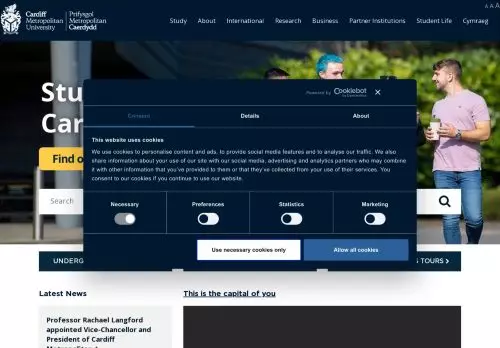 Cardiff Metropolitan University
Prifysgol Metropolitan Caerdydd
A A A
Study About International Research Business Partner Institutions Student Life Cymraeg
Powered by Cookiebot
Stu
Car
Consent Details About
This website uses cookies
We use cookies to personalise content and ads, to provide social media features and to analyse our traffic. We also
share information about your use of our site with our social media, advertising and analytics partners who may combine
it with other information that you've provided to them or that they've collected from your use of their services. You
consent to our cookies if you continue to use our website.
Find o
Search
Necessary Preferences Statistics Marketing
Use necessary cookies only Allow all cookies
UNDERG
TOURS
Latest News
This is the capital of you
Professor Rachael Langford
appointed Vice-Chancellor and
President of Cardiff